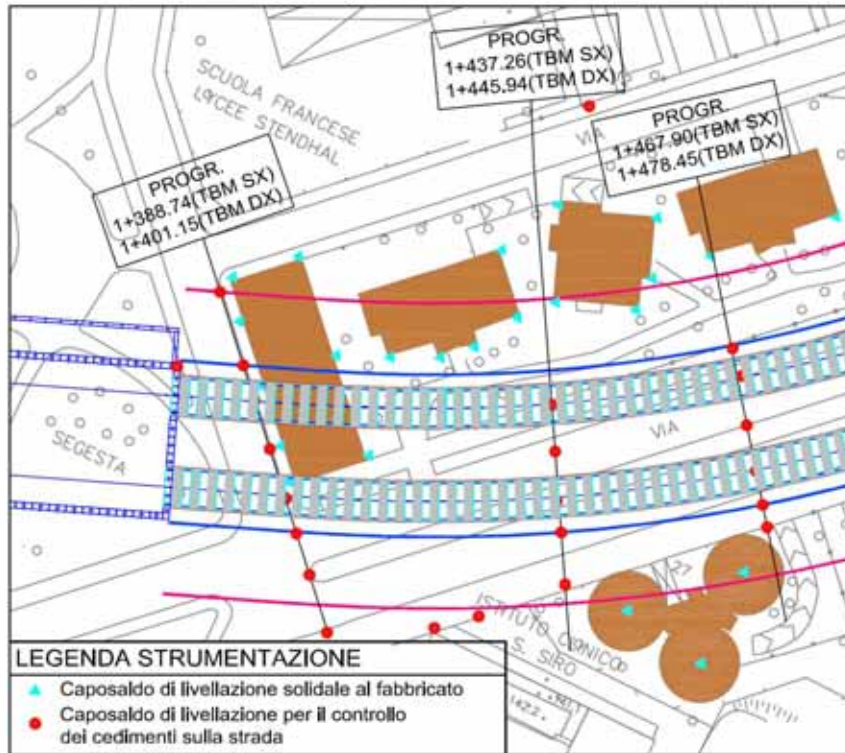 PROGR.
1+437.26(TBM SX)
1+445.94(TBM DX)
SCUOLA FRANCESE
LYCEE STENDHAL
VIA
PROGR.
1+467.90(TBM SX)
1+478.45(TBM DX)
PROGR.
1+388.74(TBM SX)
1+401.15(TBM DX)
VIA
SEGESTA
27
ISTITUTO CLINICO
S. SIRO
LEGENDA STRUMENTAZIONE
Caposaldo di livellazione solidale al fabbricato
Caposaldo di livellazione per il controllo
dei cedimenti sulla strada